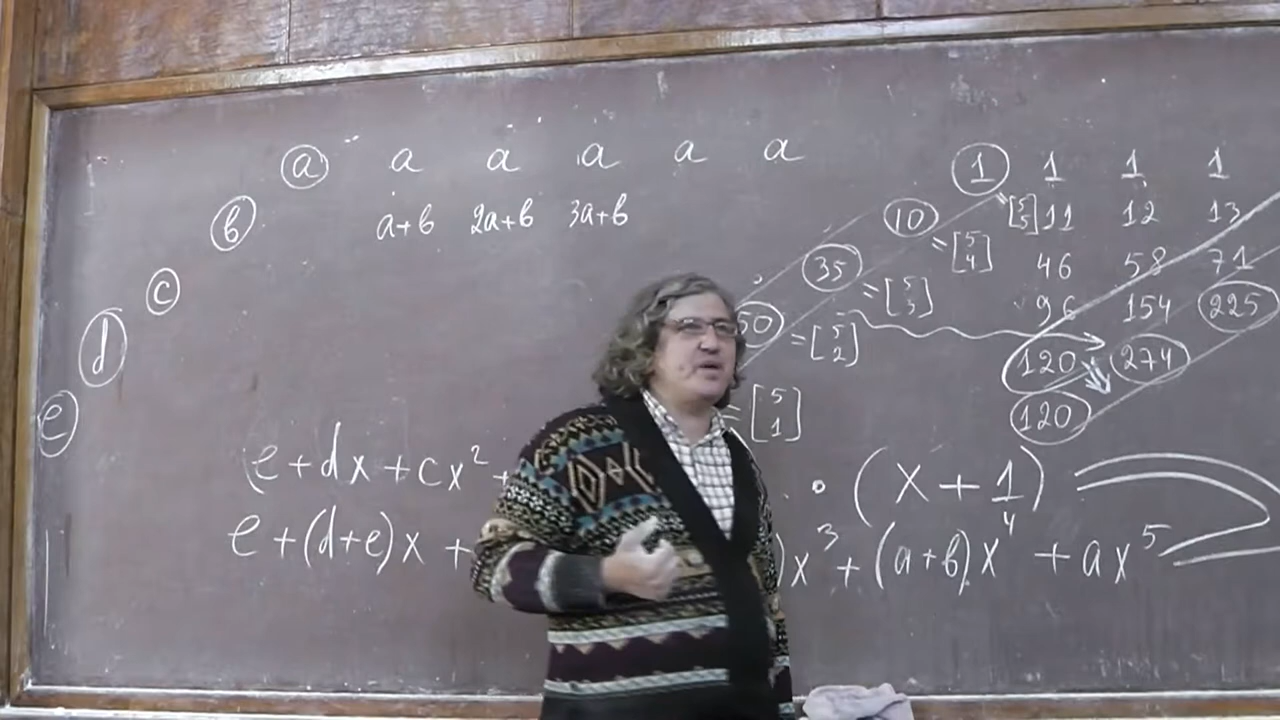 a a a a a a 1 1 1 1
b a+b 2a+b 3a+b 10 = [5 5] 11 12 13
c 35 = [5 4] 46 58 71
d 50 = [5 3] 96 154 225
e = [5 2] 120 274
= [5 1] 120
e + dx + cx² + · (x + 1)
e + (d+e)x + )x³ + (a+b)x⁴ + ax⁵